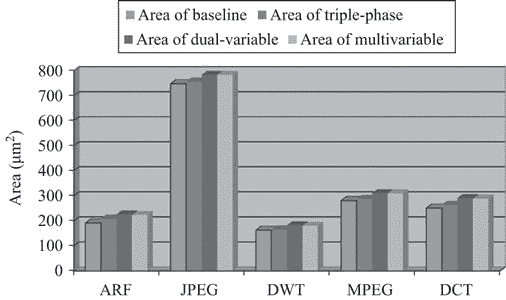 Area of baseline Area of triple-phase
Area of dual-variable Area of multivariable
Area (μm²)
800
700
600
500
400
300
200
100
0
ARF JPEG DWT MPEG DCT